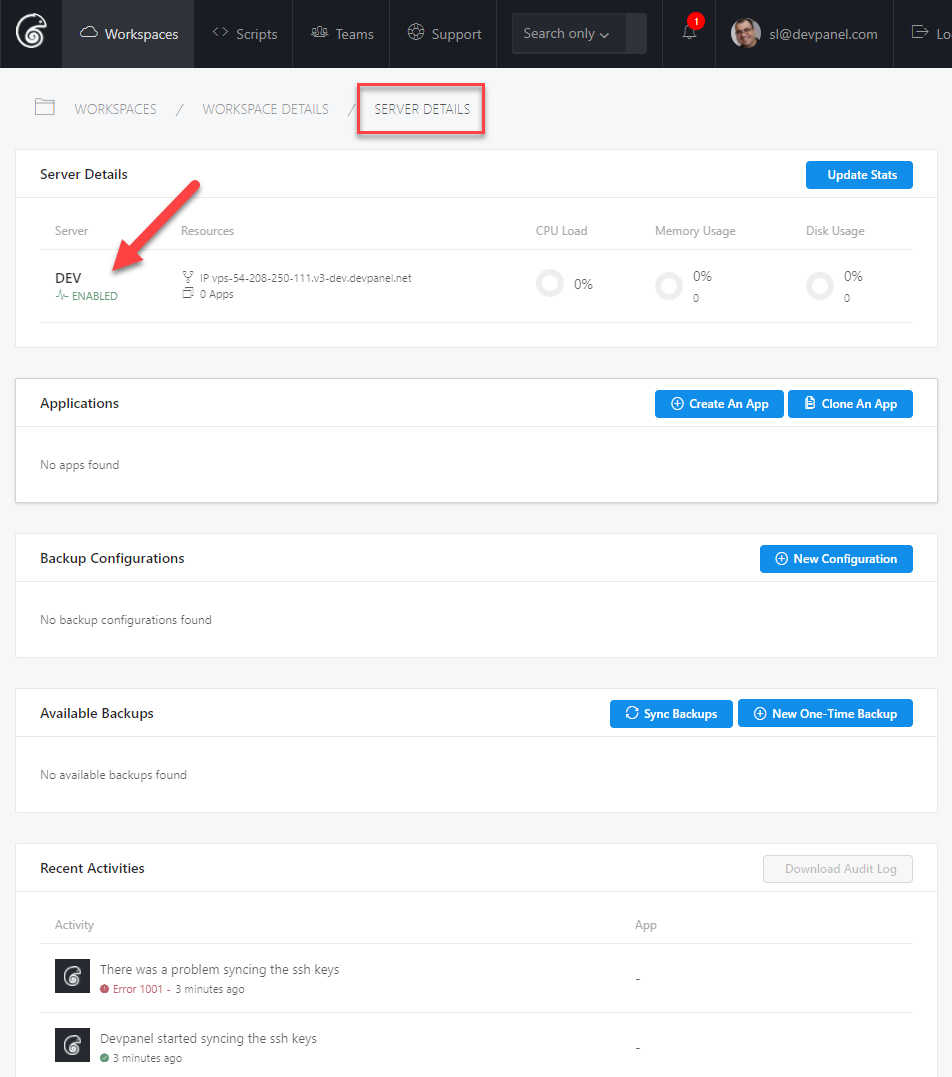 Workspaces
Scripts
Teams
Support
Search only
1
sl@devpanel.com
Lo
WORKSPACES / WORKSPACE DETAILS / SERVER DETAILS
Server Details
Update Stats
Server Resources CPU Load Memory Usage Disk Usage
DEV
ENABLED
IP vps-54-208-250-111.v3-dev.devpanel.net
0 Apps
0%
0%
0
0%
0
Applications
Create An App
Clone An App
No apps found
Backup Configurations
New Configuration
No backup configurations found
Available Backups
Sync Backups
New One-Time Backup
No available backups found
Recent Activities
Download Audit Log
Activity App
There was a problem syncing the ssh keys
Error 1001 - 3 minutes ago
-
Devpanel started syncing the ssh keys
3 minutes ago
-